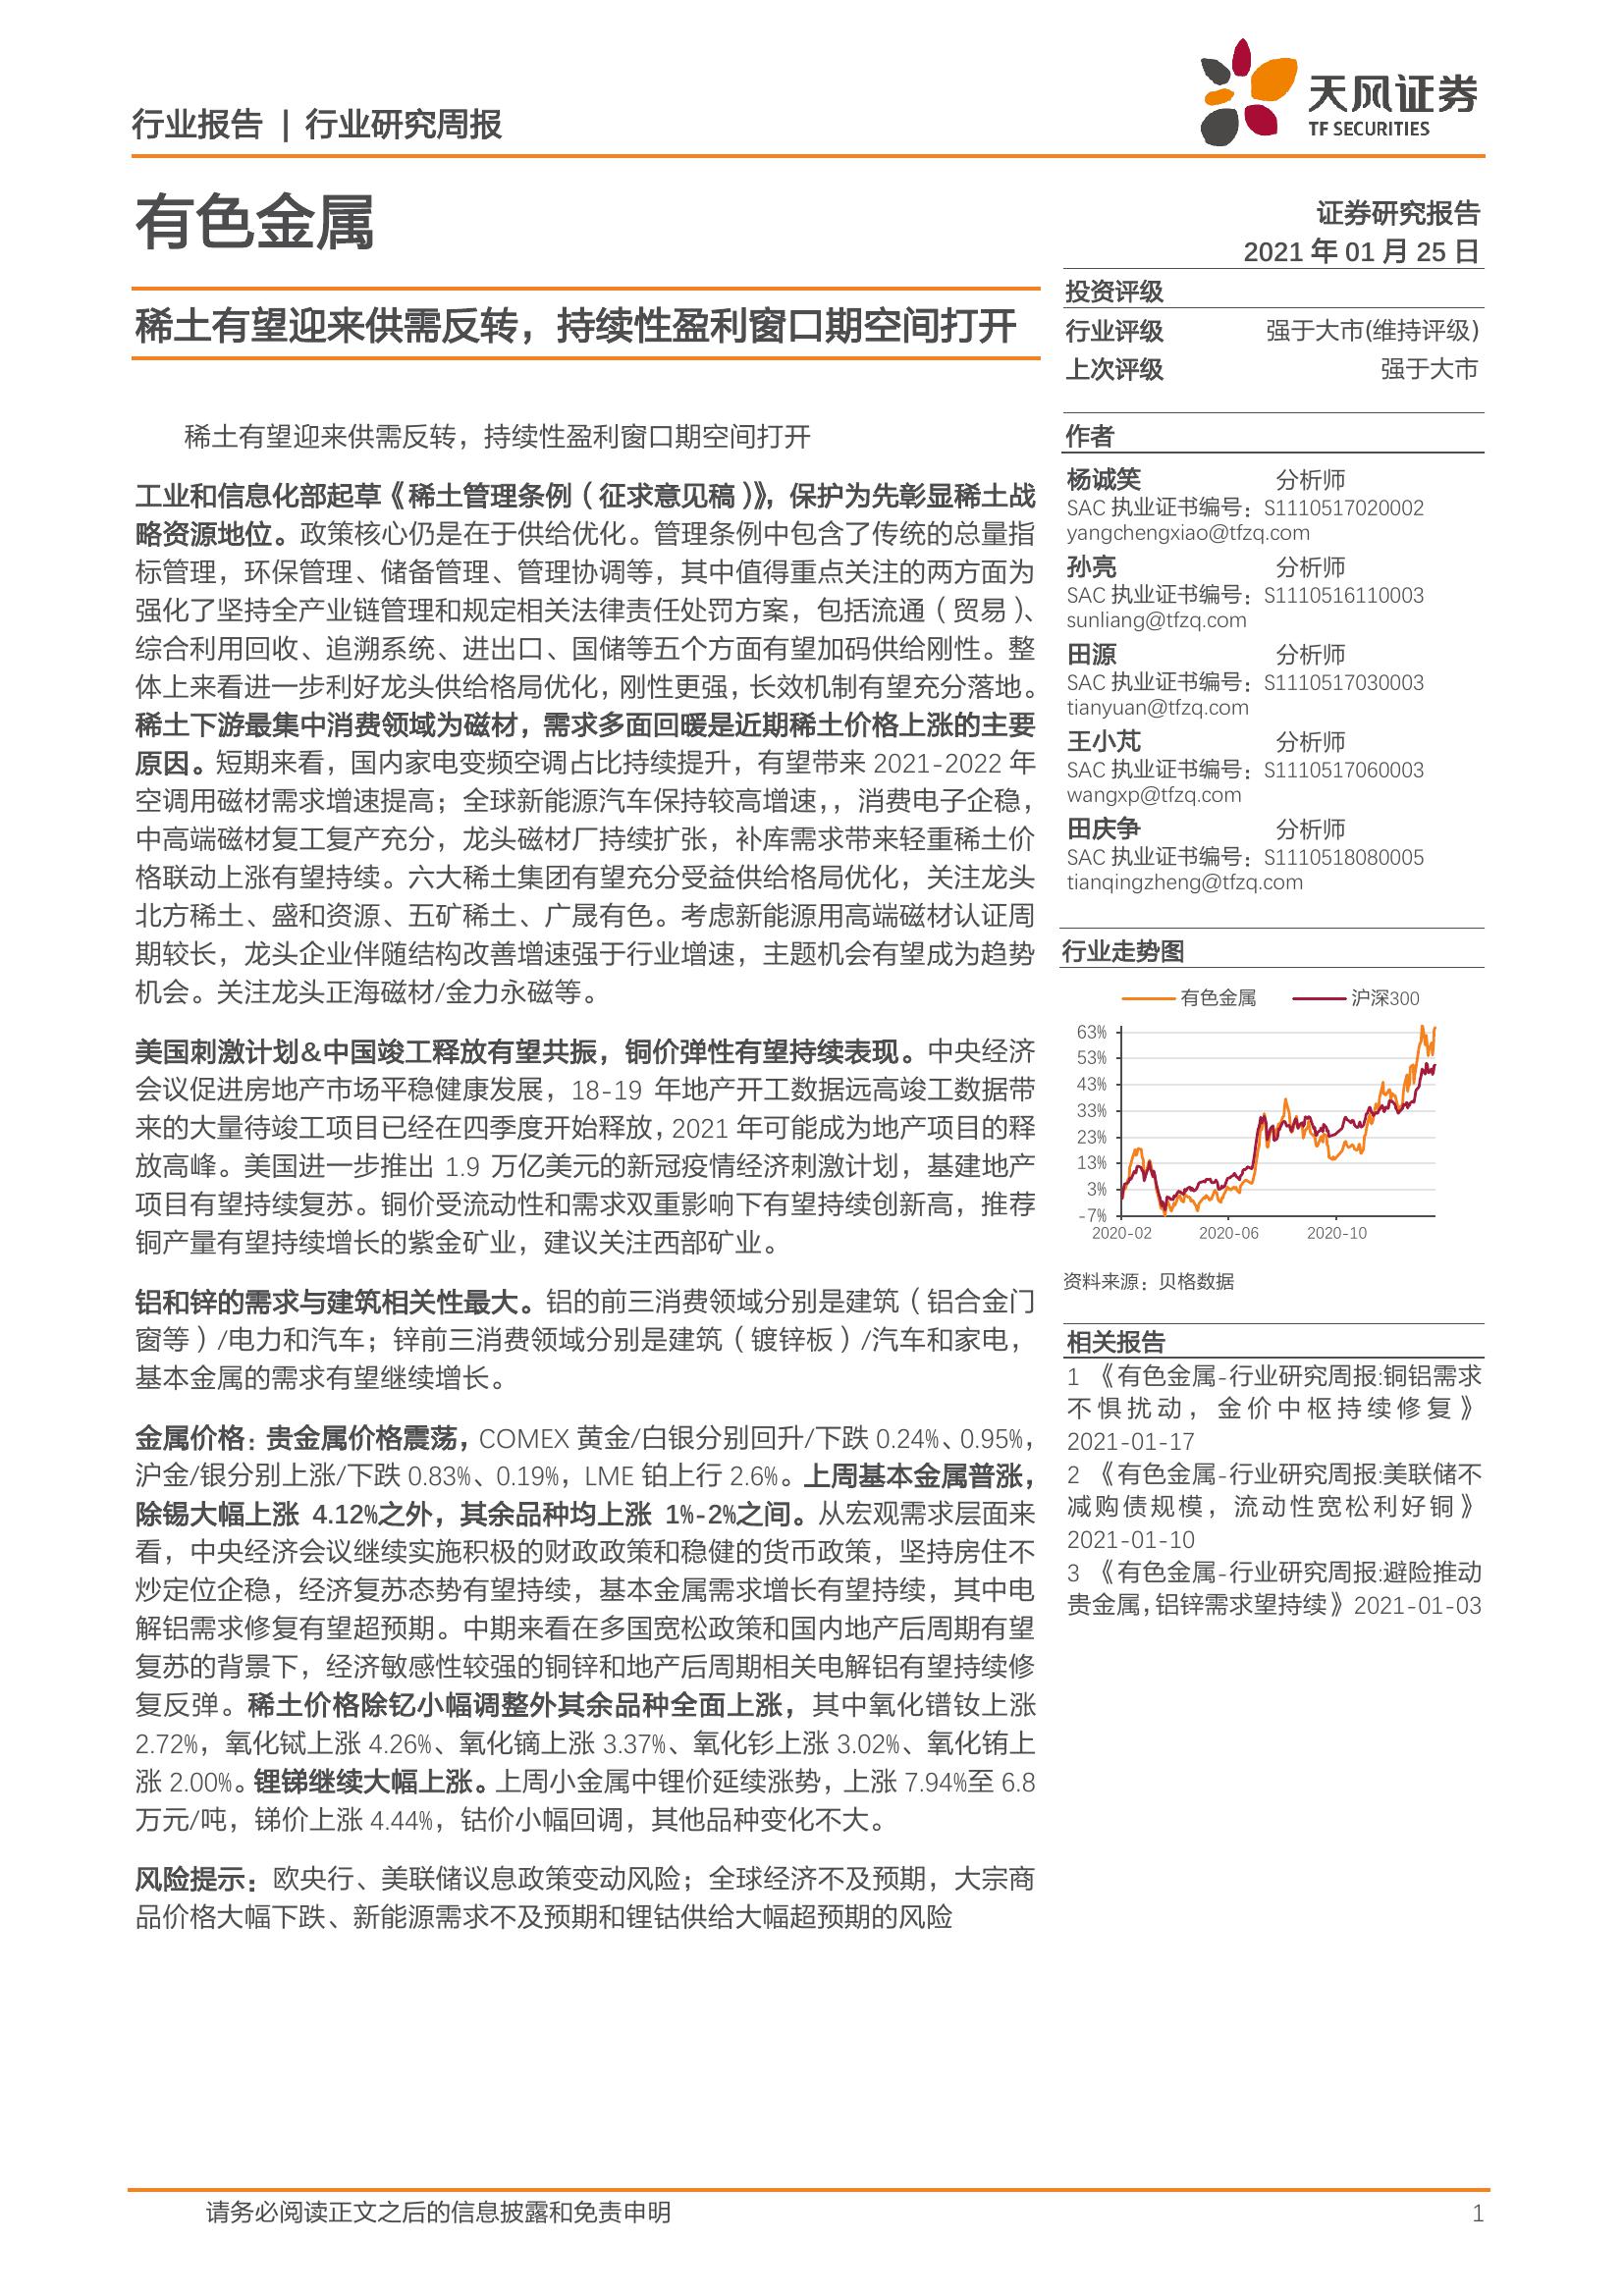 行业报告 | 行业研究周报
天风证券
TF SECURITIES
有色金属
证券研究报告
2021 年 01 月 25 日
稀土有望迎来供需反转，持续性盈利窗口期空间打开
稀土有望迎来供需反转，持续性盈利窗口期空间打开
工业和信息化部起草《稀土管理条例（征求意见稿）》，保护为先彰显稀土战
略资源地位。政策核心仍是在于供给优化。管理条例中包含了传统的总量指
标管理，环保管理、储备管理、管理协调等，其中值得重点关注的两方面为
强化了坚持全产业链管理和规定相关法律责任处罚方案，包括流通（贸易）、
综合利用回收、追溯系统、进出口、国储等五个方面有望加码供给刚性。整
体上来看进一步利好龙头供给格局优化，刚性更强，长效机制有望充分落地。
稀土下游最集中消费领域为磁材，需求多面回暖是近期稀土价格上涨的主要
原因。短期来看，国内家电变频空调占比持续提升，有望带来 2021-2022 年
空调用磁材需求增速提高；全球新能源汽车保持较高增速，，消费电子企稳，
中高端磁材复工复产充分，龙头磁材厂持续扩张，补库需求带来轻重稀土价
格联动上涨有望持续。六大稀土集团有望充分受益供给格局优化，关注龙头
北方稀土、盛和资源、五矿稀土、广晟有色。考虑新能源用高端磁材认证周
期较长，龙头企业伴随结构改善增速强于行业增速，主题机会有望成为趋势
机会。关注龙头正海磁材/金力永磁等。
美国刺激计划&中国竣工释放有望共振，铜价弹性有望持续表现。中央经济
会议促进房地产市场平稳健康发展，18-19 年地产开工数据远高竣工数据带
来的大量待竣工项目已经在四季度开始释放，2021 年可能成为地产项目的释
放高峰。美国进一步推出 1.9 万亿美元的新冠疫情经济刺激计划，基建地产
项目有望持续复苏。铜价受流动性和需求双重影响下有望持续创新高，推荐
铜产量有望持续增长的紫金矿业，建议关注西部矿业。
铝和锌的需求与建筑相关性最大。铝的前三消费领域分别是建筑（铝合金门
窗等）/电力和汽车；锌前三消费领域分别是建筑（镀锌板）/汽车和家电，
基本金属的需求有望继续增长。
金属价格：贵金属价格震荡，COMEX 黄金/白银分别回升/下跌 0.24%、0.95%，
沪金/银分别上涨/下跌 0.83%、0.19%，LME 铂上行 2.6%。上周基本金属普涨，
除锡大幅上涨 4.12%之外，其余品种均上涨 1%-2%之间。从宏观需求层面来
看，中央经济会议继续实施积极的财政政策和稳健的货币政策，坚持房住不
炒定位企稳，经济复苏态势有望持续，基本金属需求增长有望持续，其中电
解铝需求修复有望超预期。中期来看在多国宽松政策和国内地产后周期有望
复苏的背景下，经济敏感性较强的铜锌和地产后周期相关电解铝有望持续修
复反弹。稀土价格除钇小幅调整外其余品种全面上涨，其中氧化镨钕上涨
2.72%，氧化铽上涨 4.26%、氧化镝上涨 3.37%、氧化钐上涨 3.02%、氧化铕上
涨 2.00%。锂锑继续大幅上涨。上周小金属中锂价延续涨势，上涨 7.94%至 6.8
万元/吨，锑价上涨 4.44%，钴价小幅回调，其他品种变化不大。
风险提示：欧央行、美联储议息政策变动风险；全球经济不及预期，大宗商
品价格大幅下跌、新能源需求不及预期和锂钴供给大幅超预期的风险
投资评级
行业评级 强于大市(维持评级)
上次评级 强于大市
作者
杨诚笑 分析师
SAC 执业证书编号：S1110517020002
yangchengxiao@tfzq.com
孙亮 分析师
SAC 执业证书编号：S1110516110003
sunliang@tfzq.com
田源 分析师
SAC 执业证书编号：S1110517030003
tianyuan@tfzq.com
王小芃 分析师
SAC 执业证书编号：S1110517060003
wangxp@tfzq.com
田庆争 分析师
SAC 执业证书编号：S1110518080005
tianqingzheng@tfzq.com
行业走势图
有色金属 沪深300
63%
53%
43%
33%
23%
13%
3%
-7%
2020-02 2020-06 2020-10
资料来源：贝格数据
相关报告
1 《有色金属-行业研究周报:铜铝需求
不惧扰动，金价中枢持续修复》
2021-01-17
2 《有色金属-行业研究周报:美联储不
减购债规模，流动性宽松利好铜》
2021-01-10
3 《有色金属-行业研究周报:避险推动
贵金属，铝锌需求望持续》2021-01-03
请务必阅读正文之后的信息披露和免责申明 1